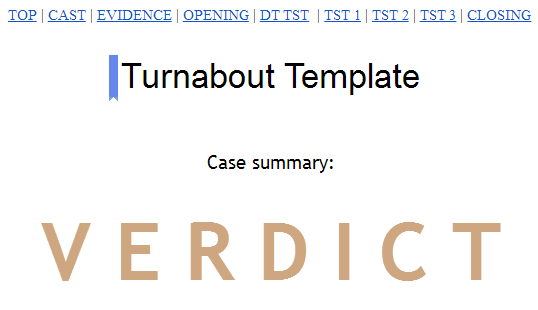 TOP | CAST | EVIDENCE | OPENING | DT TST | TST 1 | TST 2 | TST 3 | CLOSING
Turnabout Template
Case summary:
VERDICT